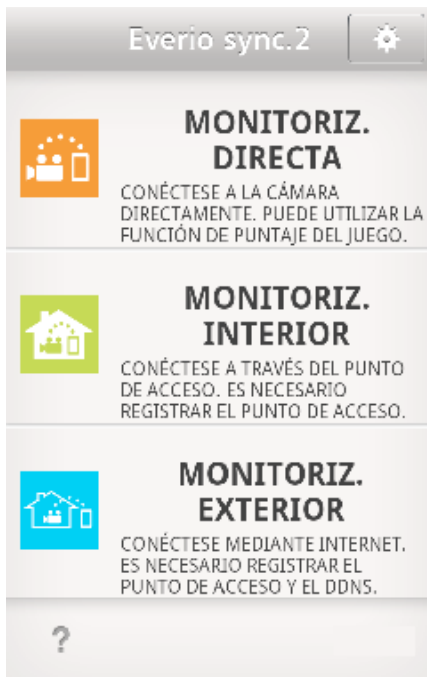 Everio sync.2
MONITORIZ.
DIRECTA
CONÉCTESE A LA CÁMARA
DIRECTAMENTE. PUEDE UTILIZAR LA
FUNCIÓN DE PUNTAJE DEL JUEGO.
MONITORIZ.
INTERIOR
CONÉCTESE A TRAVÉS DEL PUNTO
DE ACCESO. ES NECESARIO
REGISTRAR EL PUNTO DE ACCESO.
MONITORIZ.
EXTERIOR
CONÉCTESE MEDIANTE INTERNET.
ES NECESARIO REGISTRAR EL
PUNTO DE ACCESO Y EL DDNS.
?